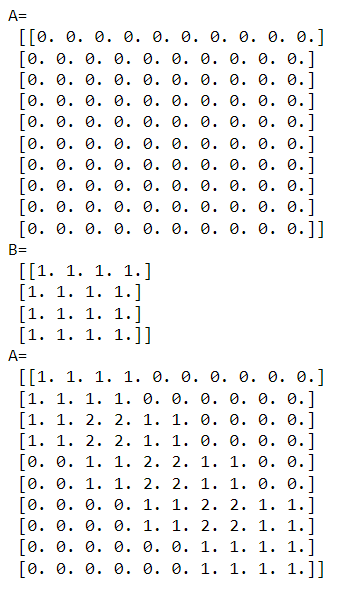 A=
[[0. 0. 0. 0. 0. 0. 0. 0. 0. 0.]
[0. 0. 0. 0. 0. 0. 0. 0. 0. 0.]
[0. 0. 0. 0. 0. 0. 0. 0. 0. 0.]
[0. 0. 0. 0. 0. 0. 0. 0. 0. 0.]
[0. 0. 0. 0. 0. 0. 0. 0. 0. 0.]
[0. 0. 0. 0. 0. 0. 0. 0. 0. 0.]
[0. 0. 0. 0. 0. 0. 0. 0. 0. 0.]
[0. 0. 0. 0. 0. 0. 0. 0. 0. 0.]
[0. 0. 0. 0. 0. 0. 0. 0. 0. 0.]
[0. 0. 0. 0. 0. 0. 0. 0. 0. 0.]]
B=
[[1. 1. 1. 1.]
[1. 1. 1. 1.]
[1. 1. 1. 1.]
[1. 1. 1. 1.]]
A=
[[1. 1. 1. 1. 0. 0. 0. 0. 0. 0.]
[1. 1. 1. 1. 0. 0. 0. 0. 0. 0.]
[1. 1. 2. 2. 1. 1. 0. 0. 0. 0.]
[1. 1. 2. 2. 1. 1. 0. 0. 0. 0.]
[0. 0. 1. 1. 2. 2. 1. 1. 0. 0.]
[0. 0. 1. 1. 2. 2. 1. 1. 0. 0.]
[0. 0. 0. 0. 1. 1. 2. 2. 1. 1.]
[0. 0. 0. 0. 1. 1. 2. 2. 1. 1.]
[0. 0. 0. 0. 0. 0. 1. 1. 1. 1.]
[0. 0. 0. 0. 0. 0. 1. 1. 1. 1.]]